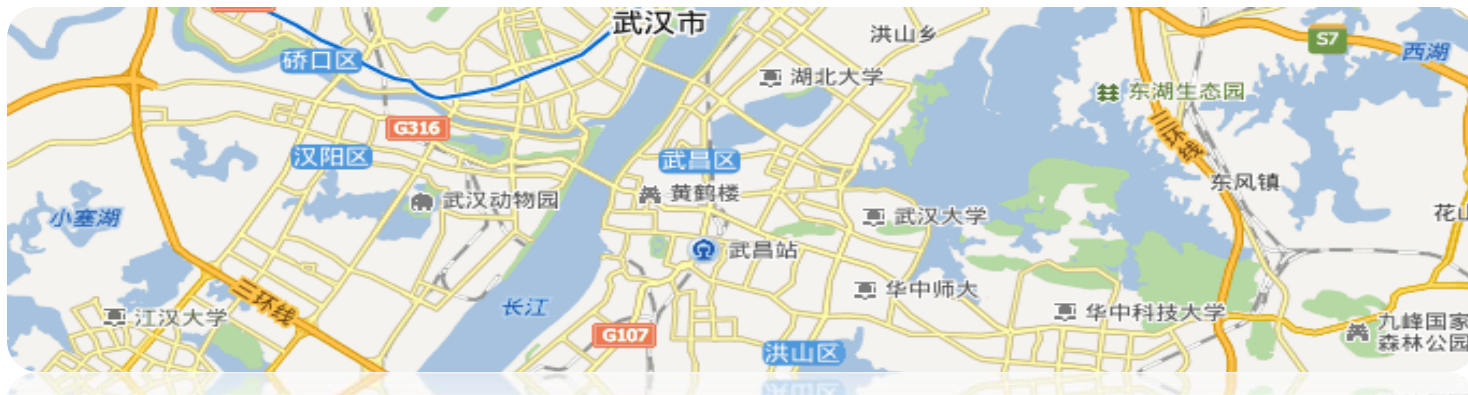 武汉市
洪山乡
S7
西湖
硚口区
湖北大学
东湖生态园
G316
三环线
汉阳区
武昌区
武汉动物园
黄鹤楼
东风镇
小塞湖
武汉大学
花山
武昌站
华中师大
三环线
长江
江汉大学
华中科技大学
G107
九峰国家
森林公园
洪山区